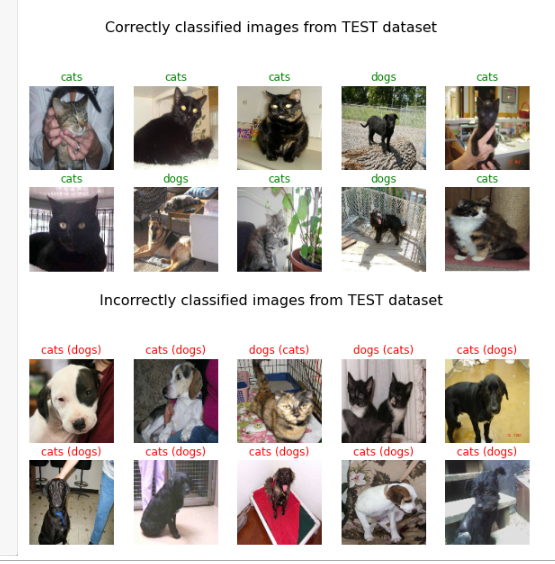 Correctly classified images from TEST dataset
cats cats cats dogs cats
cats dogs cats dogs cats
Incorrectly classified images from TEST dataset
cats (dogs) cats (dogs) dogs (cats) dogs (cats) cats (dogs)
cats (dogs) cats (dogs) cats (dogs) cats (dogs) cats (dogs)